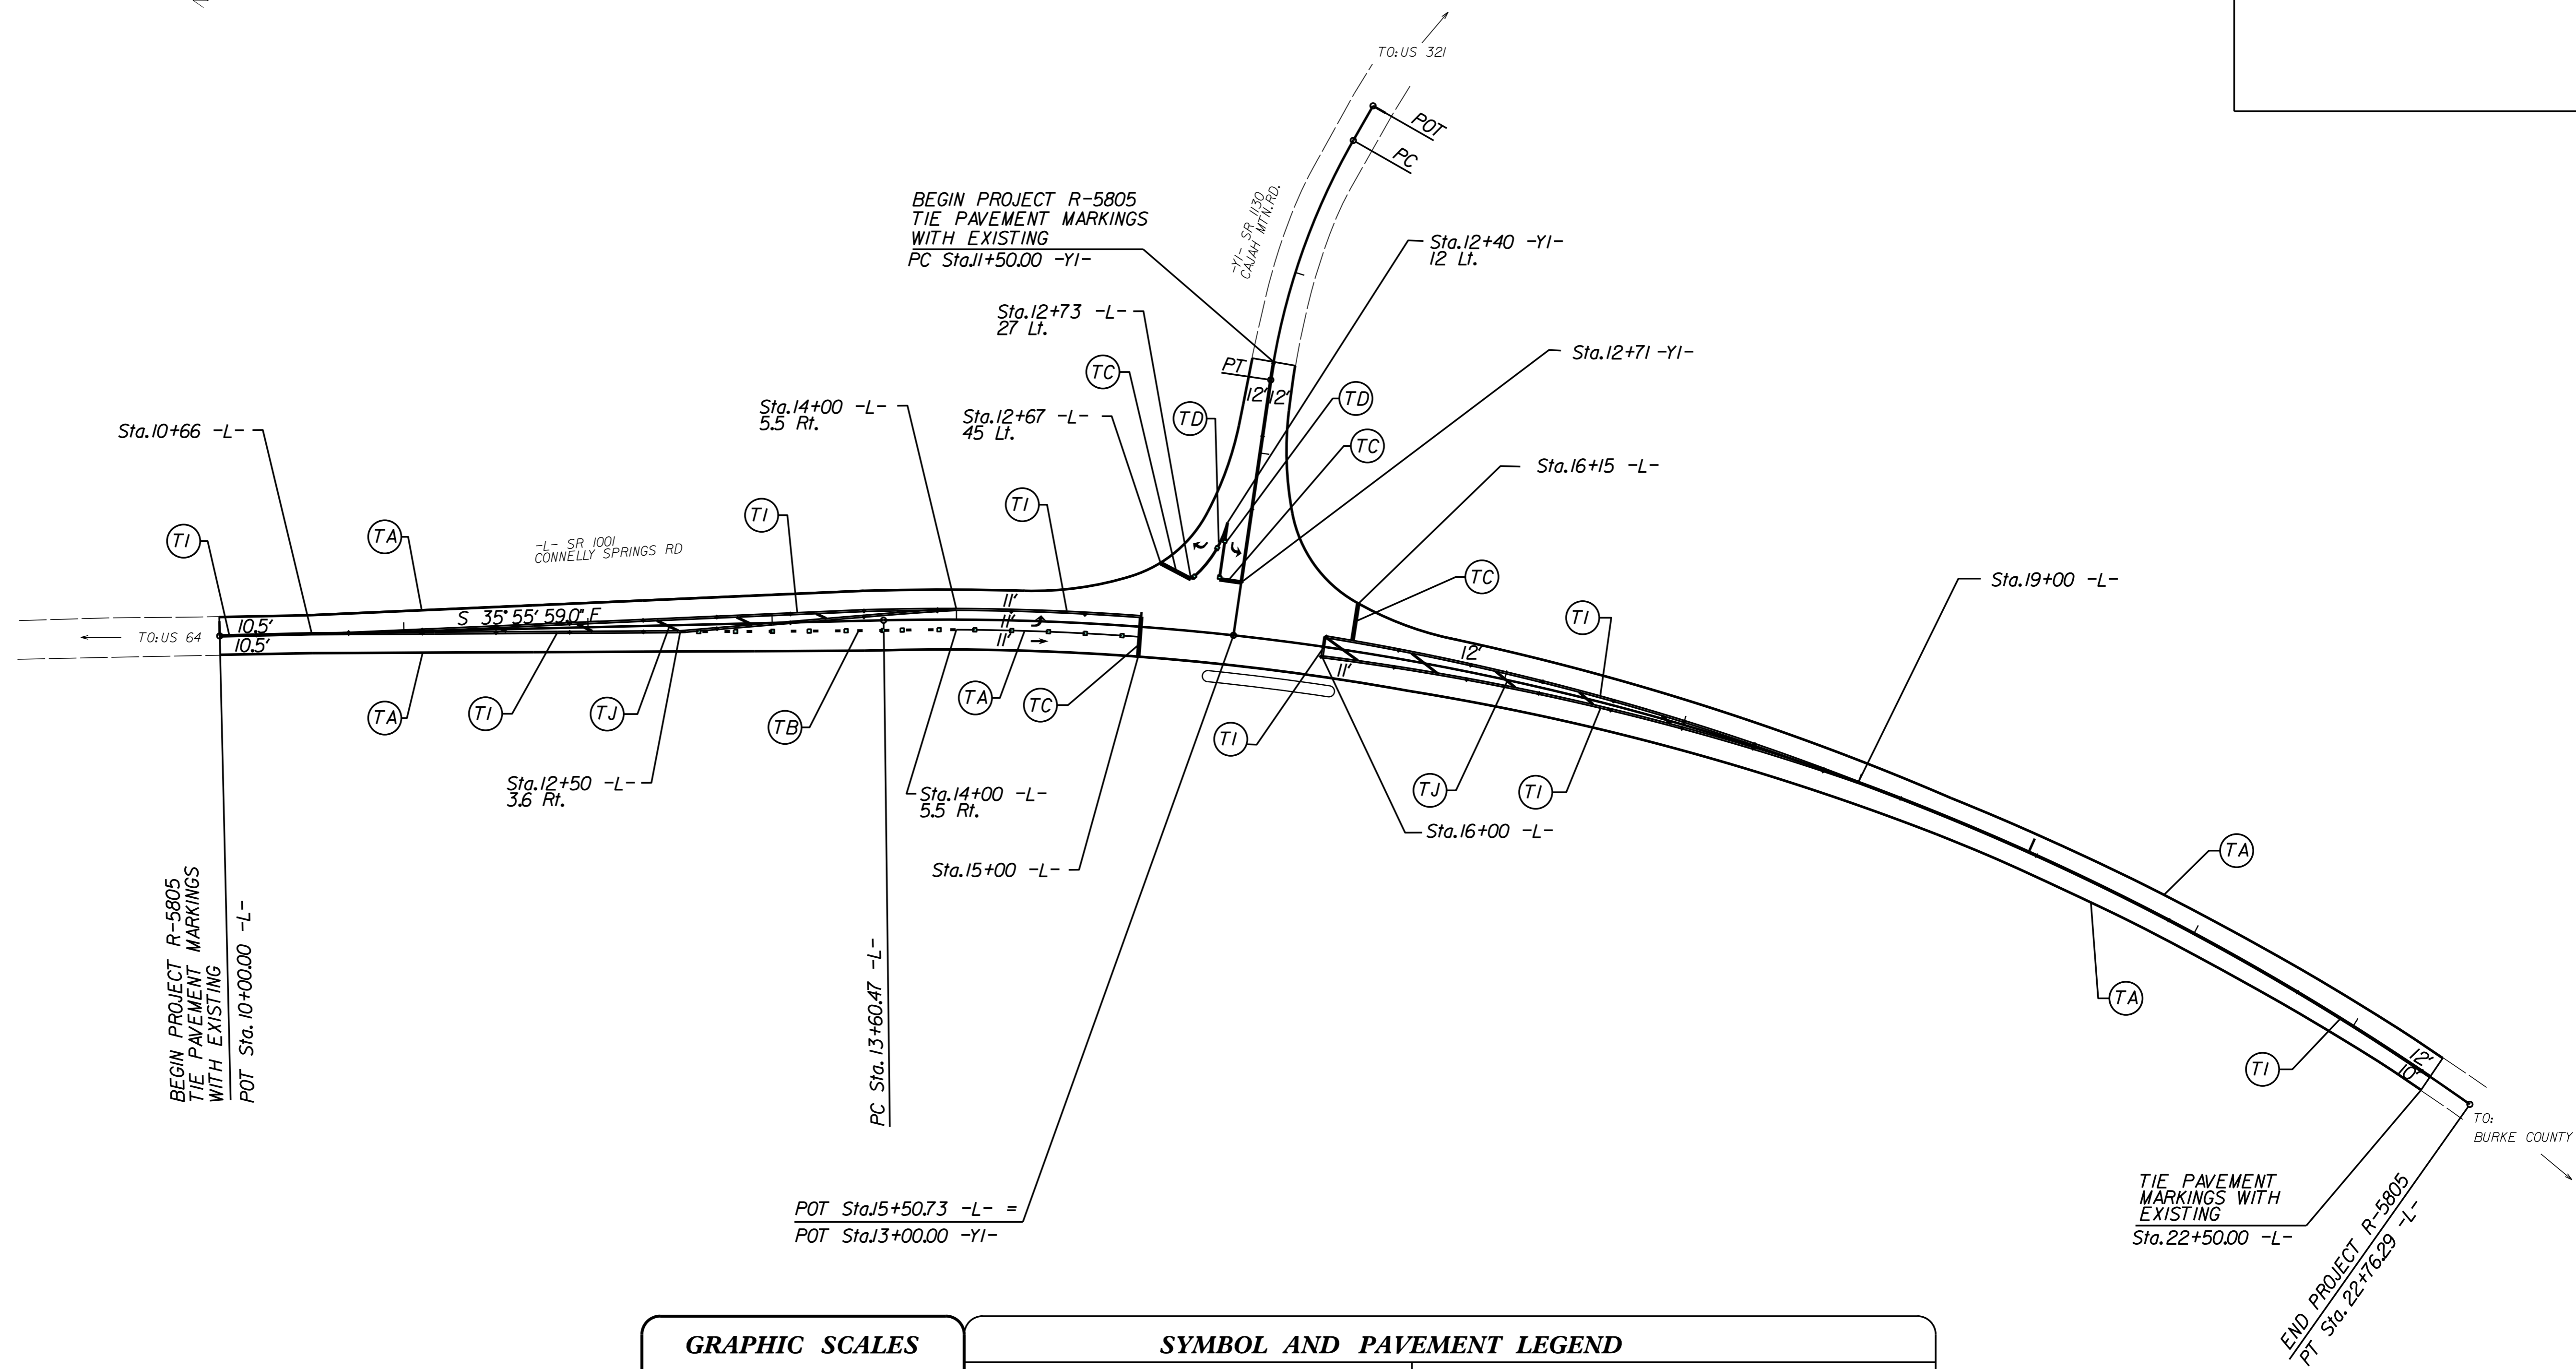 TO: US 321
POT
PC
BEGIN PROJECT R-5805
TIE PAVEMENT MARKINGS
WITH EXISTING
PC Sta.11+50.00 -Y1-
-Y1- SR 1130
CAJAH MTN. RD.
Sta.12+40 -Y1-
12 Lt.
Sta.12+73 -L-
27 Lt.
Sta.12+71 -Y1-
TC
PT
12' 12'
TD
TD
Sta.14+00 -L-
5.5 Rt.
Sta.12+67 -L-
45 Lt.
TC
Sta.10+66 -L-
Sta.16+15 -L-
TI
TI
TI
TA
-L- SR 1001
CONNELLY SPRINGS RD
TC
Sta.19+00 -L-
TI
S 35° 55' 59.0" E
11'
11'
11'
10.5'
10.5'
TO: US 64
12'
11'
TA
TI
TJ
TB
TA
TC
TI
TJ
TI
Sta.12+50 -L-
3.6 Rt.
Sta.14+00 -L-
5.5 Rt.
Sta.16+00 -L-
Sta.15+00 -L-
TA
TA
TI
12'
10'
BEGIN PROJECT R-5805
TIE PAVEMENT MARKINGS
WITH EXISTING
POT Sta. 10+00.00 -L-
PC Sta. 13+60.47 -L-
TO:
BURKE COUNTY
POT Sta.15+50.73 -L- =
POT Sta.13+00.00 -Y1-
TIE PAVEMENT
MARKINGS WITH
EXISTING
Sta.22+50.00 -L-
END PROJECT R-5805
PT Sta. 22+76.29 -L-
GRAPHIC SCALES
SYMBOL AND PAVEMENT LEGEND